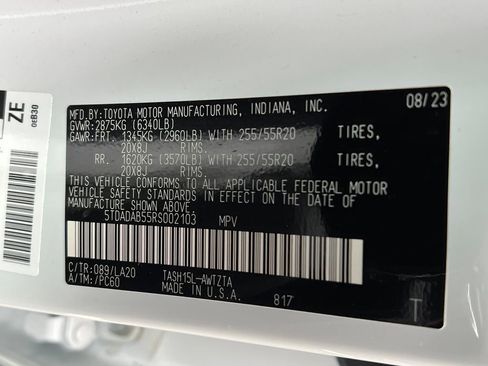 ZE
0EB30
MFD.BY:TOYOTA MOTOR MANUFACTURING, INDIANA, INC. 08/23
GVWR:2875KG (6340LB)
GAWR:FRT. 1345KG (2960LB) WITH 255/55R20 TIRES,
20X8J RIMS.
RR. 1620KG (3570LB) WITH 255/55R20 TIRES,
20X8J RIMS.
THIS VEHICLE CONFORMS TO ALL APPLICABLE FEDERAL MOTOR
VEHICLE SAFETY STANDARDS IN EFFECT ON THE DATE OF
MANUFACTURE SHOWN ABOVE.
5TDADAB55RS002103 MPV
C/TR:089/LA20 TASH15L-AWTZTA
A/TM:/PC60 MADE IN U.S.A. 817
T